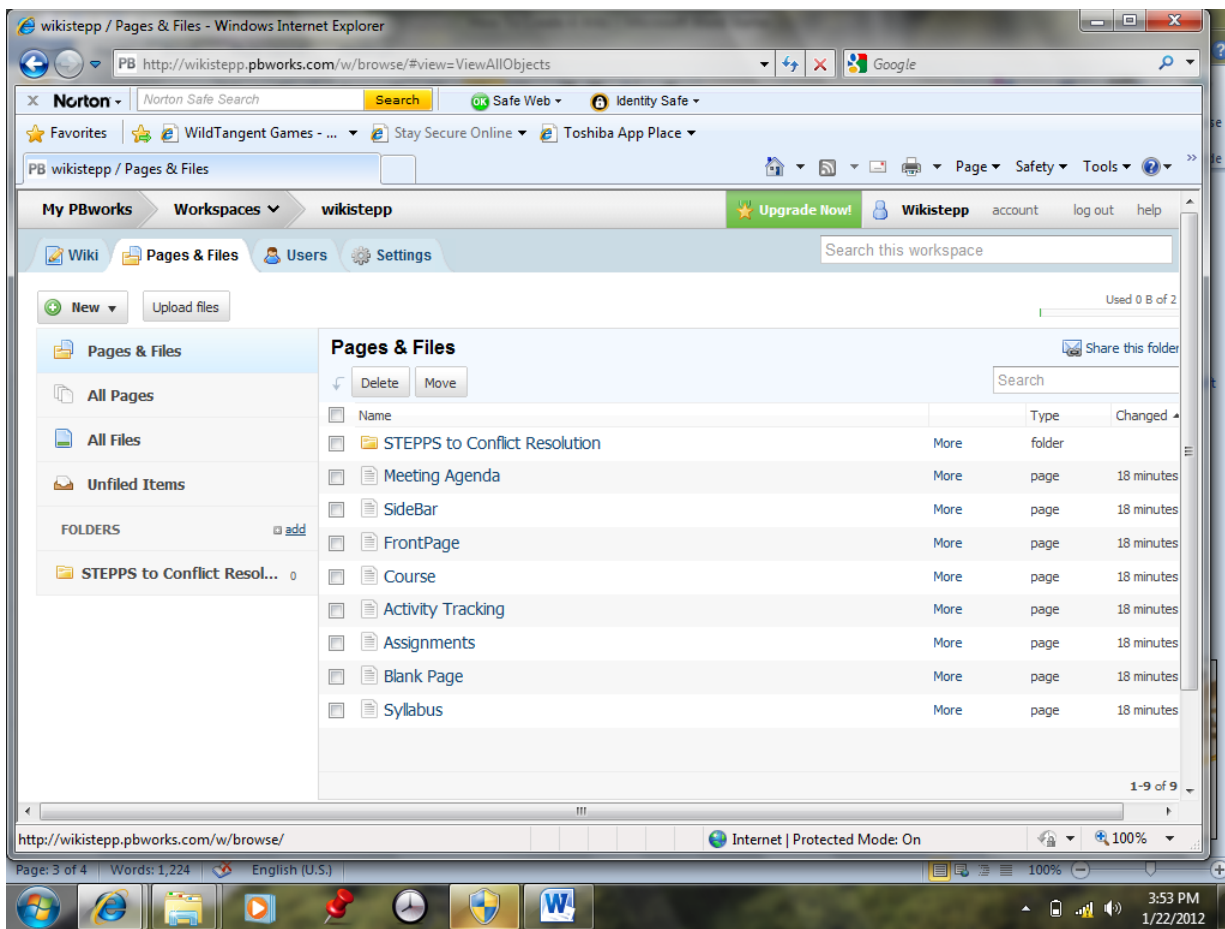 wikistepp / Pages & Files - Windows Internet Explorer
PB http://wikistepp.pbworks.com/w/browse/#view=ViewAllObjects Google
x Norton - Norton Safe Search Search OK Safe Web Identity Safe
Favorites WildTangent Games - ... Stay Secure Online Toshiba App Place
PB wikistepp / Pages & Files Page Safety Tools »
My PBworks Workspaces wikistepp Upgrade Now! Wikistepp account log out help
Wiki Pages & Files Users Settings Search this workspace
New Upload files Used 0 B of 2
Pages & Files
All Pages
All Files
Unfiled Items
FOLDERS add
STEPPS to Conflict Resol... 0
Pages & Files Share this folder
Delete Move Search
Name Type Changed
STEPPS to Conflict Resolution More folder
Meeting Agenda More page 18 minutes
SideBar More page 18 minutes
FrontPage More page 18 minutes
Course More page 18 minutes
Activity Tracking More page 18 minutes
Assignments More page 18 minutes
Blank Page More page 18 minutes
Syllabus More page 18 minutes
1-9 of 9
http://wikistepp.pbworks.com/w/browse/ Internet | Protected Mode: On 100%
Page: 3 of 4 Words: 1,224 English (U.S.) 100%
W 3:53 PM
1/22/2012